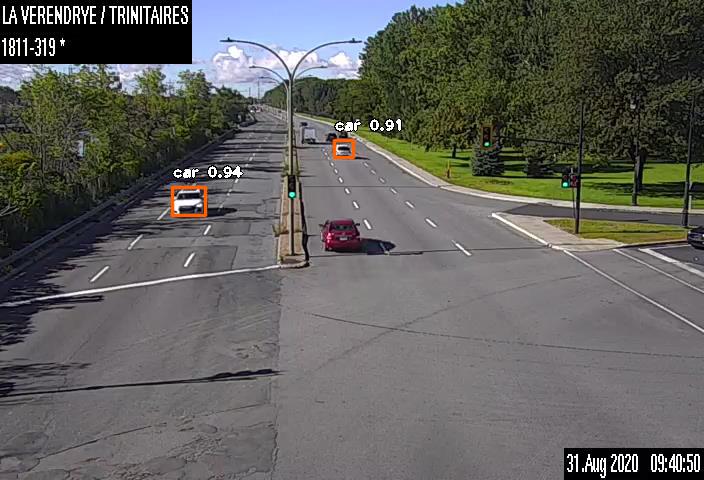 LA VERENDRYE / TRINITAIRES
1811-319 *
car 0.91
car 0.94
31.Aug 2020 09:40:50